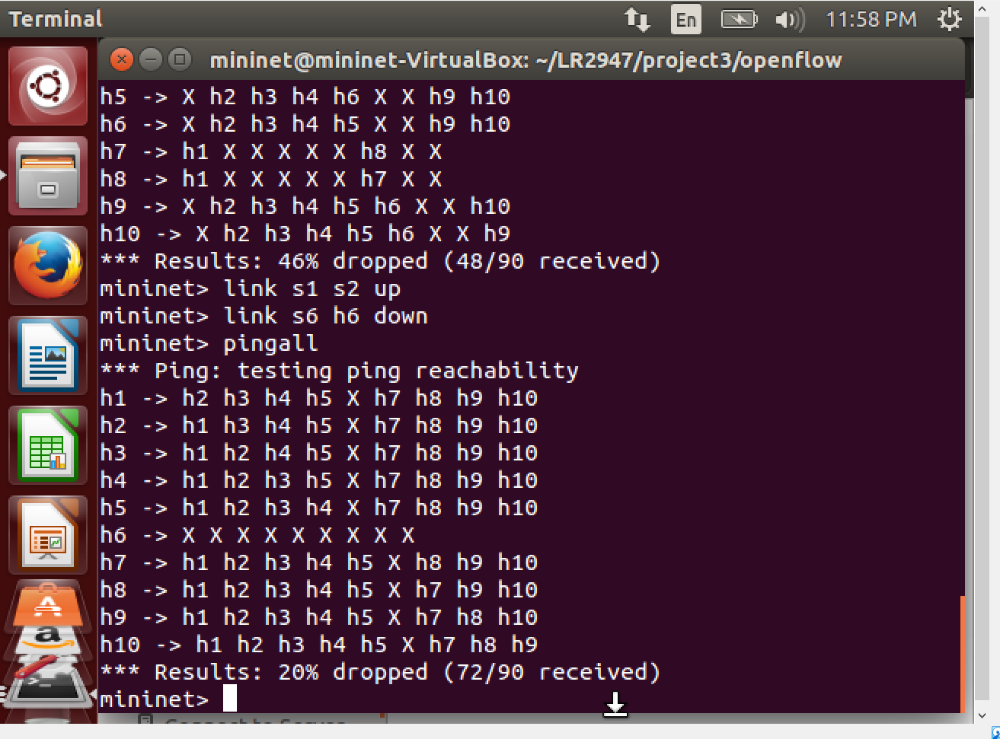 Terminal
En
11:58 PM
mininet@mininet-VirtualBox: ~/LR2947/project3/openflow
h5 -> X h2 h3 h4 h6 X X h9 h10
h6 -> X h2 h3 h4 h5 X X h9 h10
h7 -> h1 X X X X X h8 X X
h8 -> h1 X X X X X h7 X X
h9 -> X h2 h3 h4 h5 h6 X X h10
h10 -> X h2 h3 h4 h5 h6 X X h9
*** Results: 46% dropped (48/90 received)
mininet> link s1 s2 up
mininet> link s6 h6 down
mininet> pingall
*** Ping: testing ping reachability
h1 -> h2 h3 h4 h5 X h7 h8 h9 h10
h2 -> h1 h3 h4 h5 X h7 h8 h9 h10
h3 -> h1 h2 h4 h5 X h7 h8 h9 h10
h4 -> h1 h2 h3 h5 X h7 h8 h9 h10
h5 -> h1 h2 h3 h4 X h7 h8 h9 h10
h6 -> X X X X X X X X X
h7 -> h1 h2 h3 h4 h5 X h8 h9 h10
h8 -> h1 h2 h3 h4 h5 X h7 h9 h10
h9 -> h1 h2 h3 h4 h5 X h7 h8 h10
h10 -> h1 h2 h3 h4 h5 X h7 h8 h9
*** Results: 20% dropped (72/90 received)
mininet>
Connect to Server